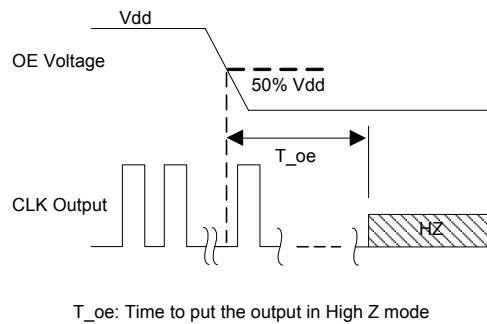 Vdd
OE Voltage
50% Vdd
T_oe
CLK Output
HZ
T_oe: Time to put the output in High Z mode